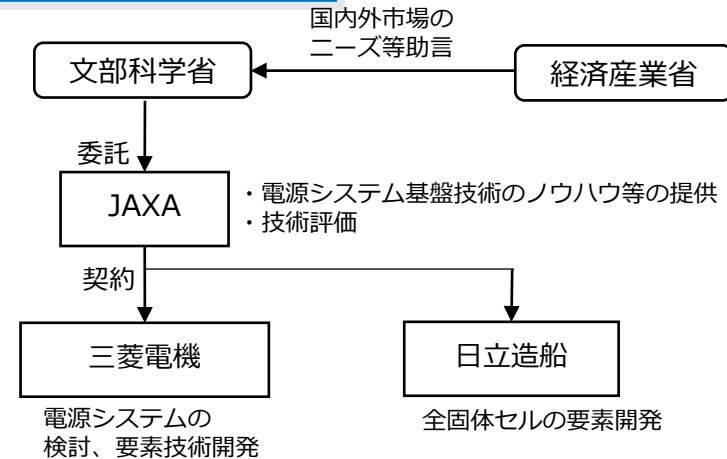 国内外市場の
ニーズ等助言
文部科学省
経済産業省
委託
JAXA
・電源システム基盤技術のノウハウ等の提供
・技術評価
契約
三菱電機
日立造船
電源システムの
検討、要素技術開発
全固体セルの要素開発